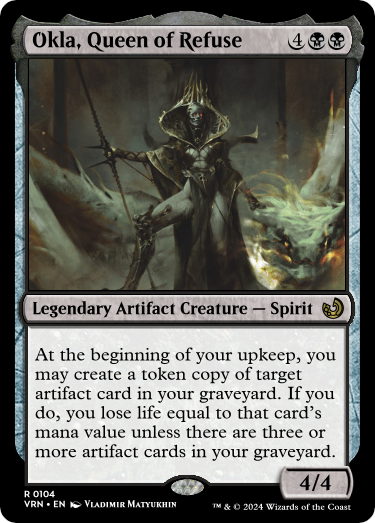 Okla, Queen of Refuse 4
Legendary Artifact Creature — Spirit
At the beginning of your upkeep, you
may create a token copy of target
artifact card in your graveyard. If you
do, you lose life equal to that card's
mana value unless there are three or
more artifact cards in your graveyard.
4/4
R 0104
VRN • EN Vladimir Matyukhin
™ & © 2024 Wizards of the Coast